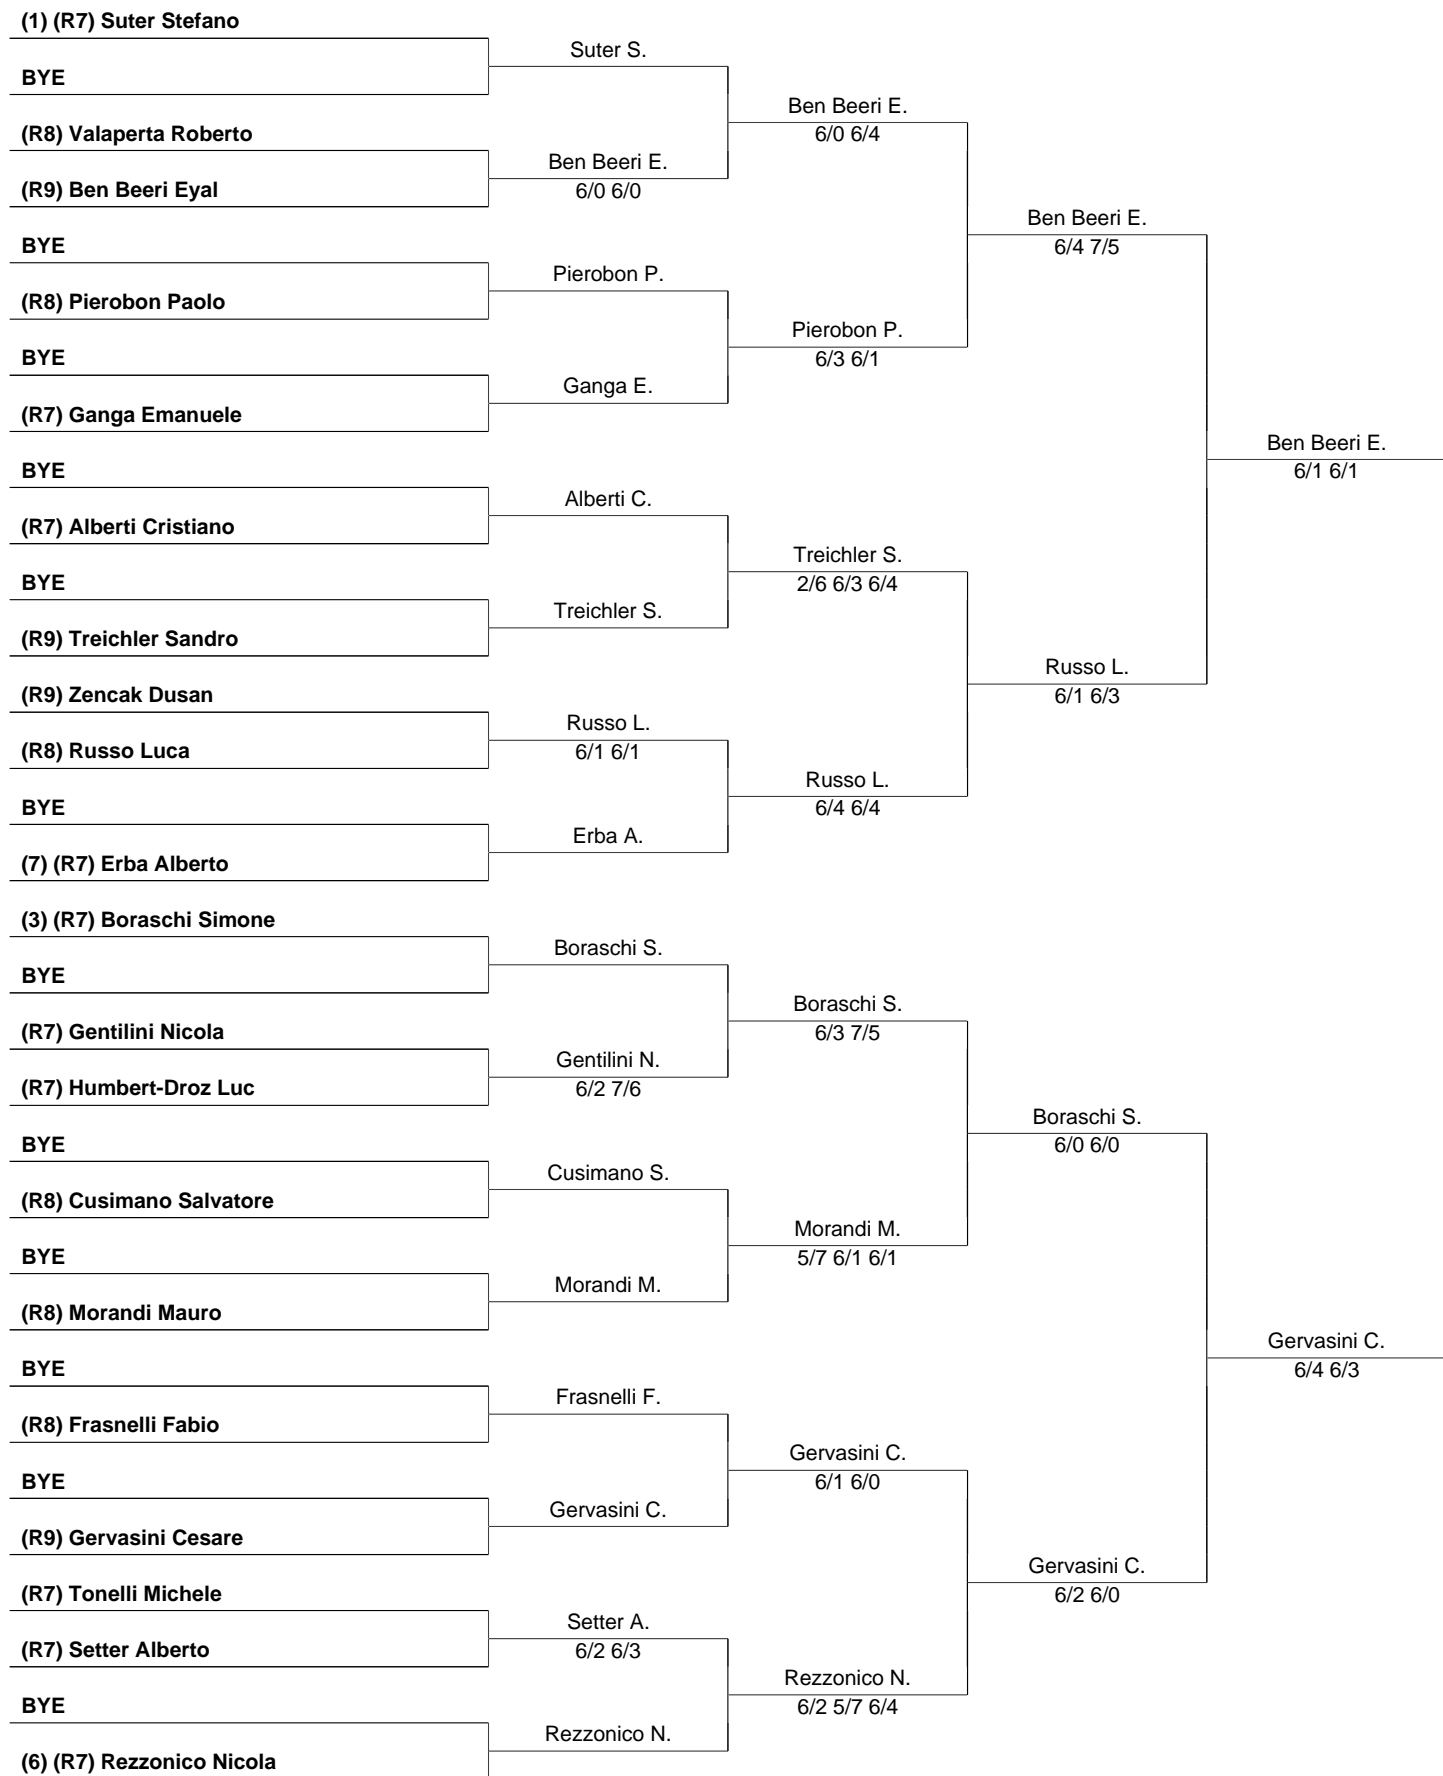 (1) (R7) Suter Stefano
BYE
(R8) Valaperta Roberto
(R9) Ben Beeri Eyal
BYE
(R8) Pierobon Paolo
BYE
(R7) Ganga Emanuele
BYE
(R7) Alberti Cristiano
BYE
(R9) Treichler Sandro
(R9) Zencak Dusan
(R8) Russo Luca
BYE
(7) (R7) Erba Alberto
(3) (R7) Boraschi Simone
BYE
(R7) Gentilini Nicola
(R7) Humbert-Droz Luc
BYE
(R8) Cusimano Salvatore
BYE
(R8) Morandi Mauro
BYE
(R8) Frasnelli Fabio
BYE
(R9) Gervasini Cesare
(R7) Tonelli Michele
(R7) Setter Alberto
BYE
(6) (R7) Rezzonico Nicola
Suter S.
Ben Beeri E.
6/0 6/0
Pierobon P.
Ganga E.
Alberti C.
Treichler S.
Russo L.
6/1 6/1
Erba A.
Boraschi S.
Gentilini N.
6/2 7/6
Cusimano S.
Morandi M.
Frasnelli F.
Gervasini C.
Setter A.
6/2 6/3
Rezzonico N.
Ben Beeri E.
6/0 6/4
Pierobon P.
6/3 6/1
Treichler S.
2/6 6/3 6/4
Russo L.
6/4 6/4
Boraschi S.
6/3 7/5
Morandi M.
5/7 6/1 6/1
Gervasini C.
6/1 6/0
Rezzonico N.
6/2 5/7 6/4
Ben Beeri E.
6/4 7/5
Russo L.
6/1 6/3
Boraschi S.
6/0 6/0
Gervasini C.
6/2 6/0
Ben Beeri E.
6/1 6/1
Gervasini C.
6/4 6/3